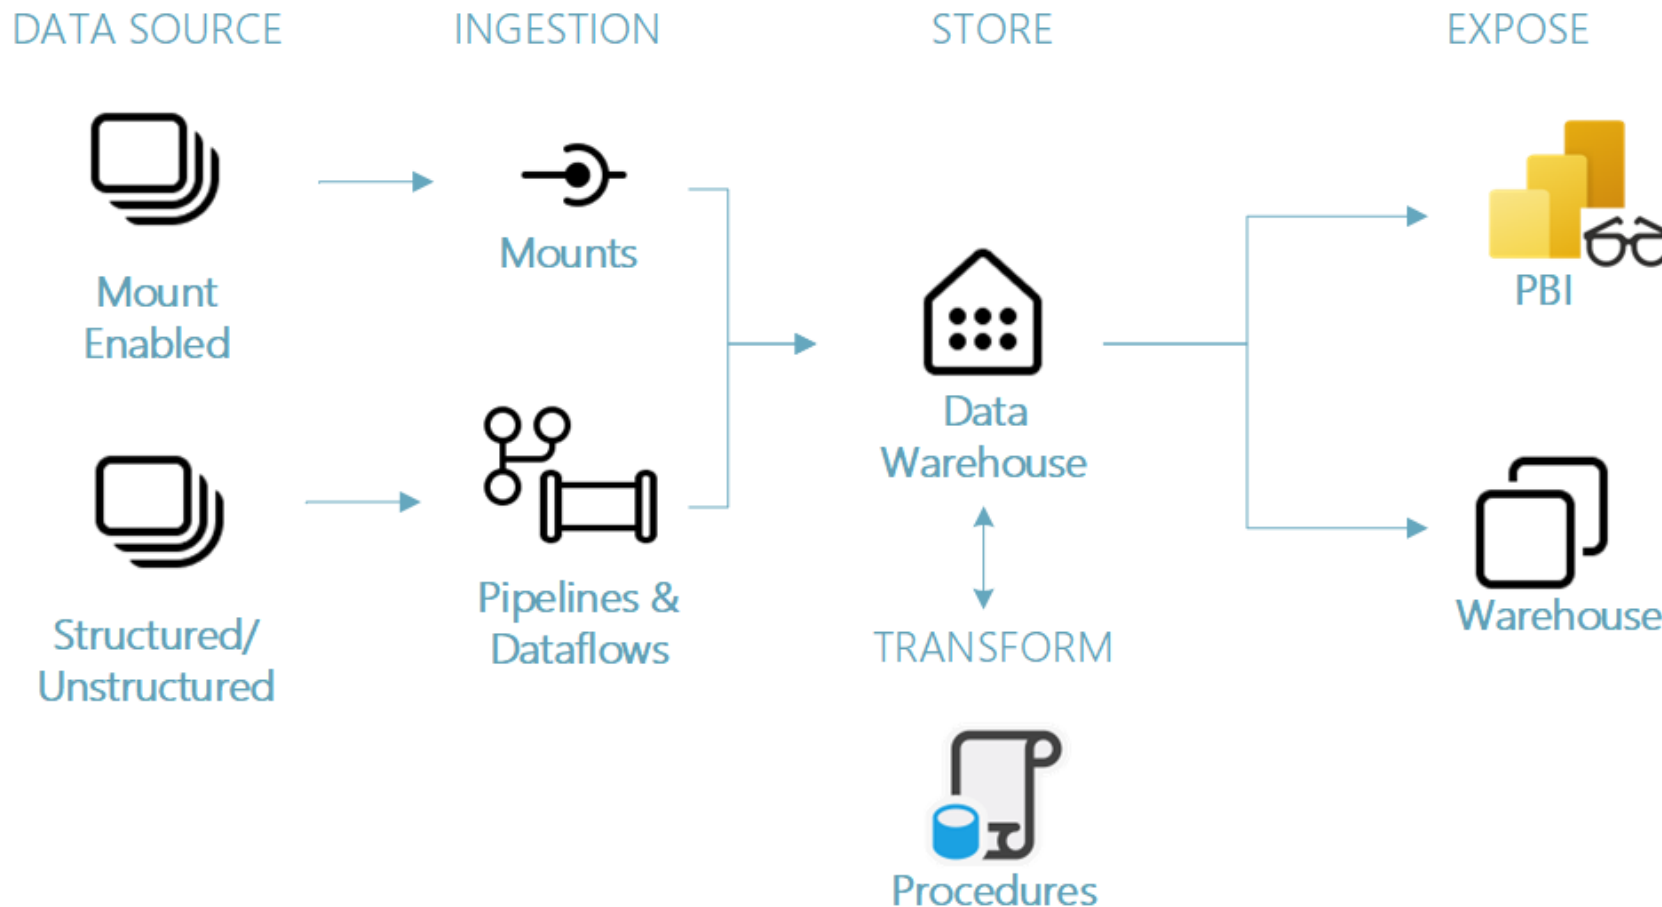 DATA SOURCE
INGESTION
STORE
EXPOSE
Mount
Enabled
Mounts
PBI
Data
Warehouse
Structured/
Unstructured
Pipelines &
Dataflows
TRANSFORM
Warehouse
Procedures